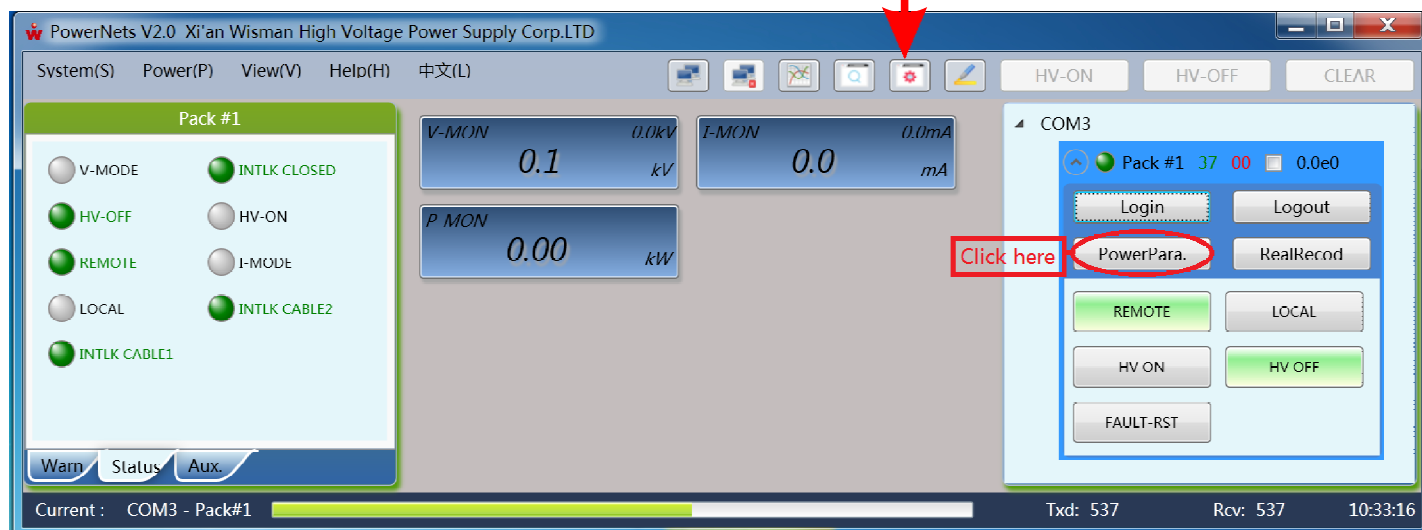 PowerNets V2.0 Xi'an Wisman High Voltage Power Supply Corp.LTD
System(S) Power(P) View(V) Help(H) 中文(L) HV-ON HV-OFF CLEAR
Pack #1
V-MODE INTLK CLOSED
HV-OFF HV-ON
REMOTE I-MODE
LOCAL INTLK CABLE2
INTLK CABLE1
Warn Status Aux.
V-MON 0.0kV
0.1 kV
I-MON 0.0mA
0.0 mA
P MON
0.00 kW
COM3
Pack #1 37 00 0.0e0
Login Logout
Click here
PowerPara. RealRecod
REMOTE LOCAL
HV ON HV OFF
FAULT-RST
Current : COM3 - Pack#1 Txd: 537 Rcv: 537 10:33:16